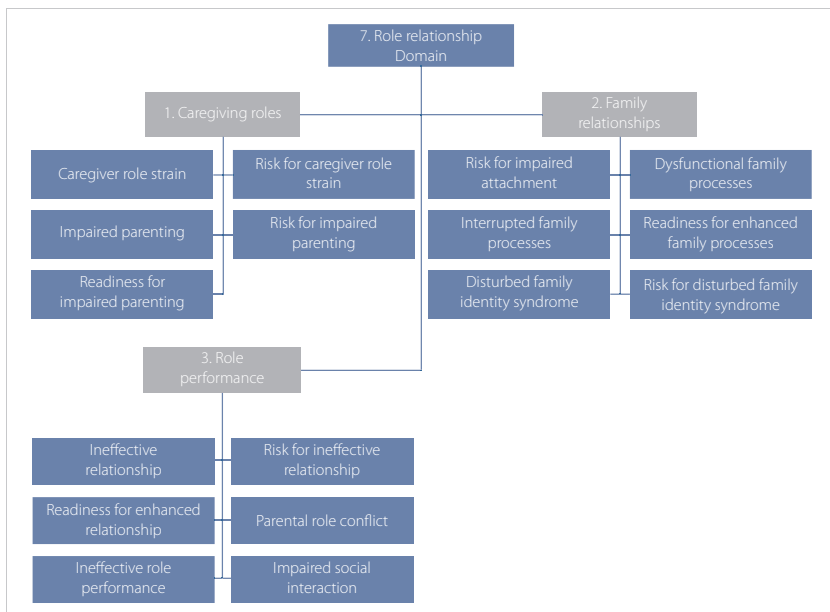 7. Role relationship
Domain
1. Caregiving roles
2. Family
relationships
Caregiver role strain
Risk for caregiver role
strain
Impaired parenting
Risk for impaired
parenting
Readiness for
impaired parenting
Risk for impaired
attachment
Dysfunctional family
processes
Interrupted family
processes
Readiness for enhanced
family processes
Disturbed family
identity syndrome
Risk for disturbed family
identity syndrome
3. Role
performance
Ineffective
relationship
Risk for ineffective
relationship
Readiness for enhanced
relationship
Parental role conflict
Ineffective role
performance
Impaired social
interaction